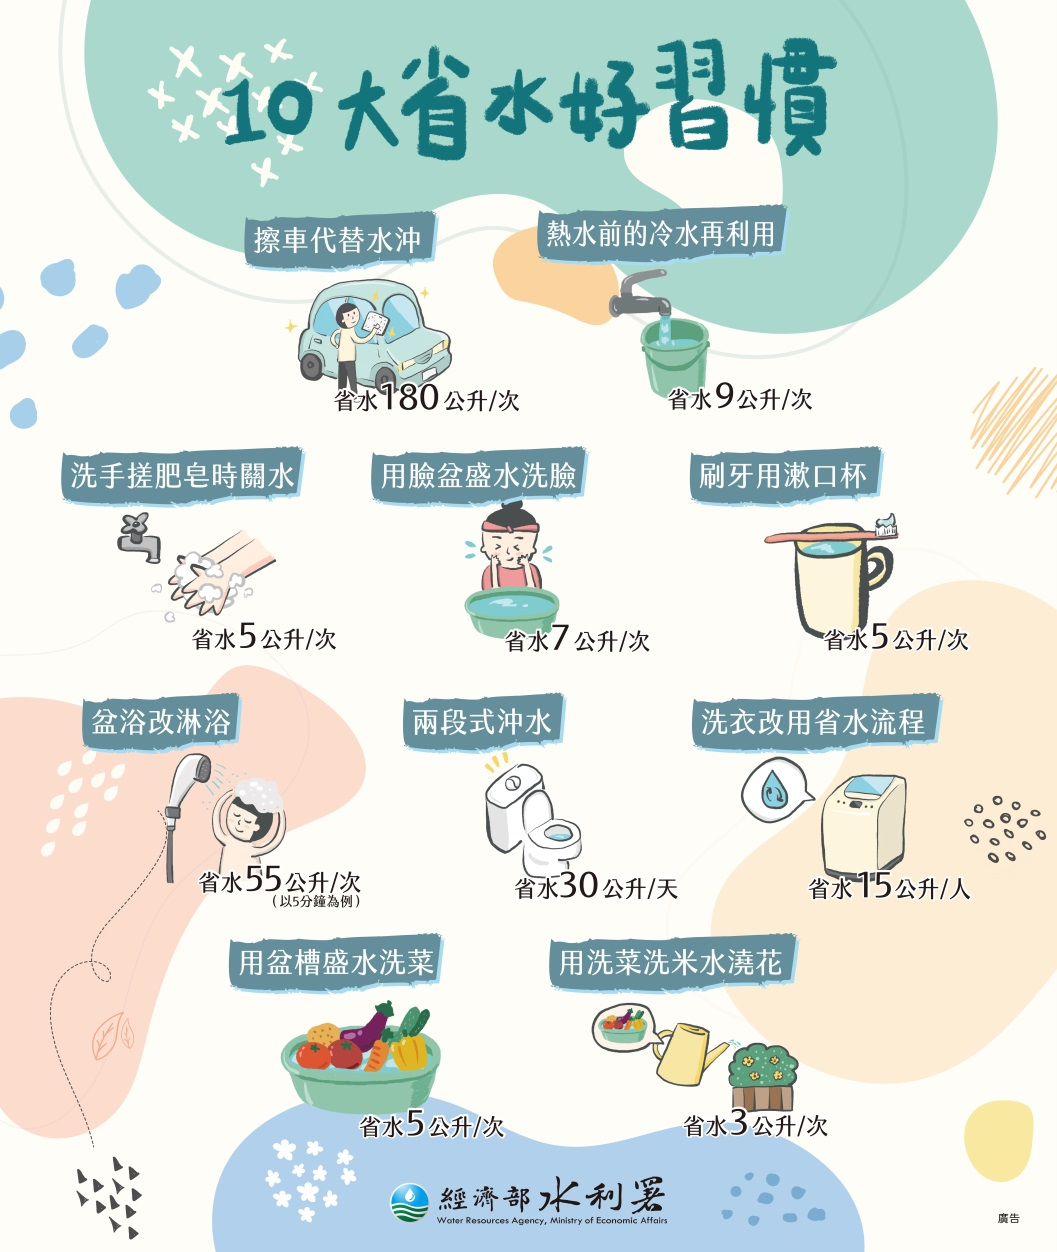 10大省水好習慣
擦車代替水沖
熱水前的冷水再利用
省水180公升/次
省水9公升/次
洗手搓肥皂時關水
用臉盆盛水洗臉
刷牙用漱口杯
省水5公升/次
省水7公升/次
省水5公升/次
盆浴改淋浴
兩段式沖水
洗衣改用省水流程
省水55公升/次
(以5分鐘為例)
省水30公升/天
省水15公升/人
用盆槽盛水洗菜
用洗菜洗米水澆花
省水5公升/次
省水3公升/次
經濟部水利署
Water Resources Agency, Ministry of Economic Affairs
廣告